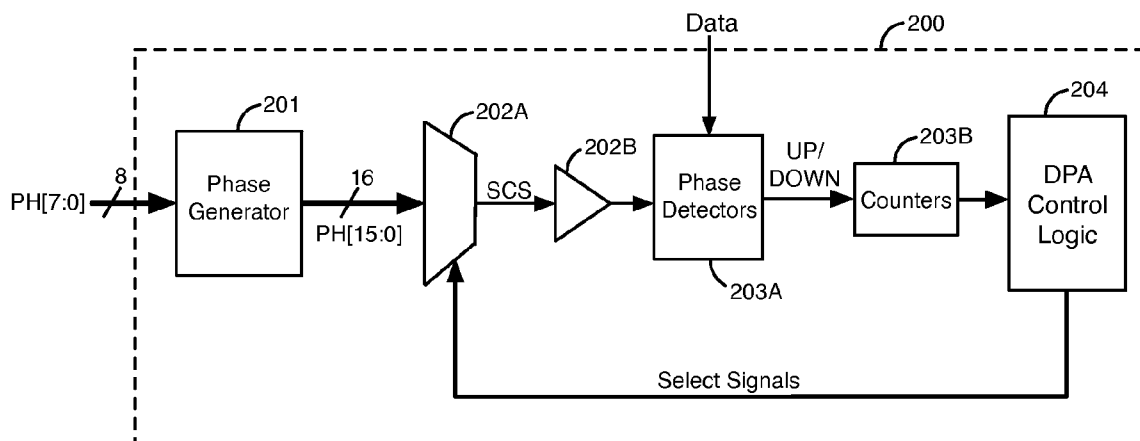 Data
200
201
202A
202B
203B
204
8
PH[7:0]
Phase
Generator
16
PH[15:0]
SCS
Phase
Detectors
203A
UP/
DOWN
Counters
DPA
Control
Logic
Select Signals